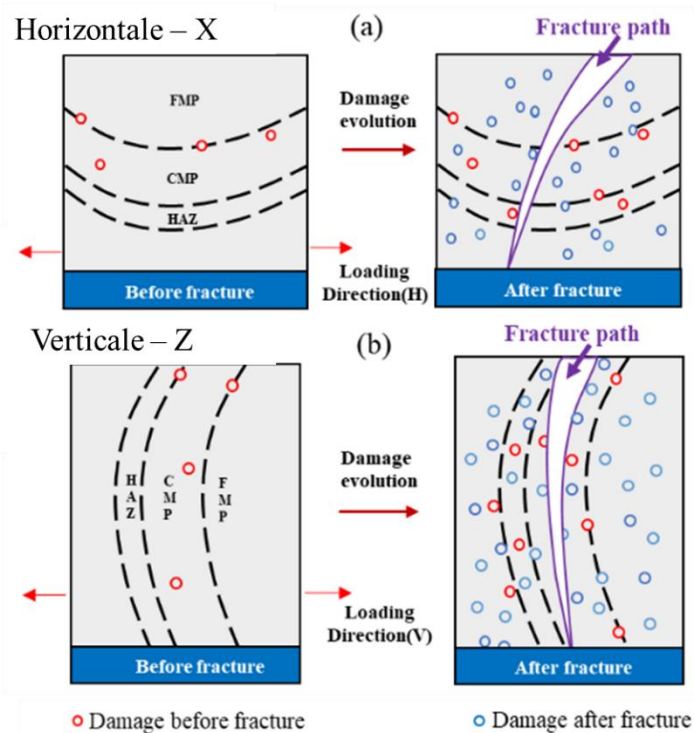 Horizontale – X
(a)
Fracture path
FMP
CMP
HAZ
Damage
evolution
Loading
Direction(H)
Before fracture
After fracture
Verticale – Z
(b)
Fracture path
H
A
Z
C
M
P
F
M
P
Damage
evolution
Loading
Direction(V)
Before fracture
After fracture
Damage before fracture
Damage after fracture